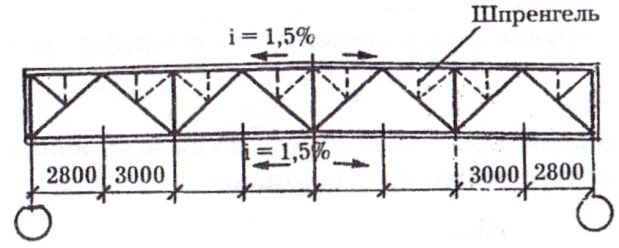 Шпренгель
i = 1,5%
i = 1,5%
2800 3000 3000 2800